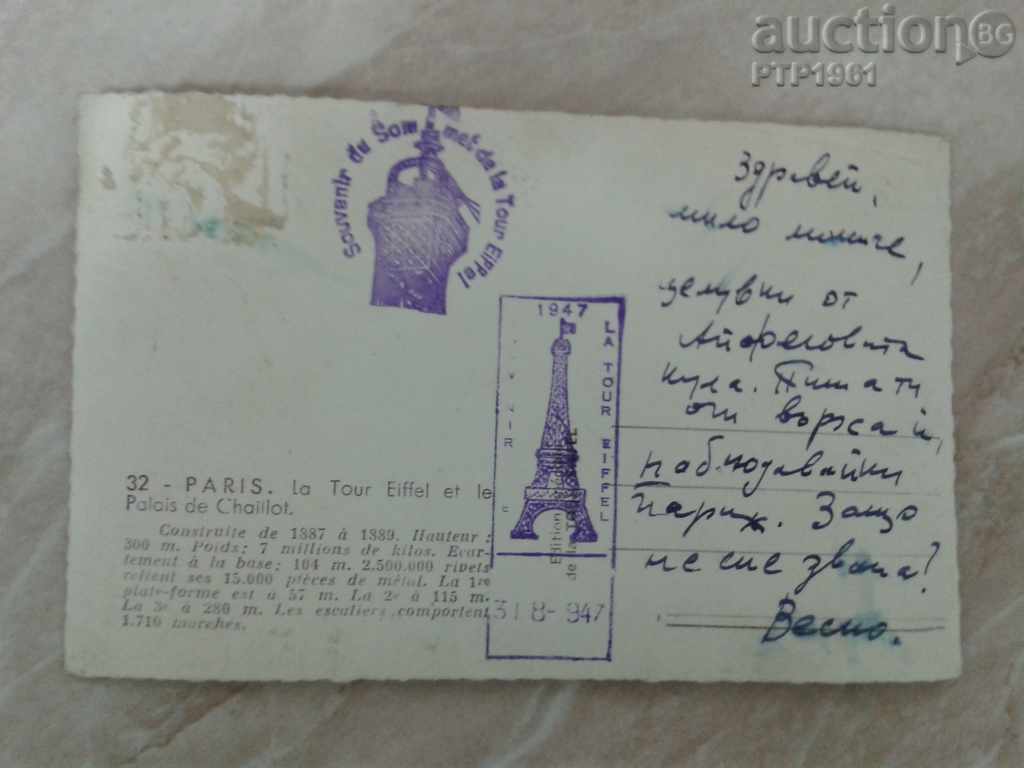 auction BG
PTP1961
Souvenir du Sommet de la Tour Eiffel
1947
LA TOUR EIFFEL
31 8- 947
32 - PARIS. La Tour Eiffel et le
Palais de Chaillot.
Construite de 1887 à 1889. Hauteur :
300 m. Poids : 7 millions de kilos. Ecar-
tement à la base : 104 m. 2.500.000 rivets
relient ses 15.000 pièces de métal. La 1re
plate-forme est à 57 m. La 2e à 115 m.
La 3e à 280 m. Les escaliers comportent
1.710 marches.
Edition
de la
Здравей,
мило
целувки от
Айфеловата
кула. Пиша ти
от върха й,
наблюдавайки
Париж. Защо
не сте